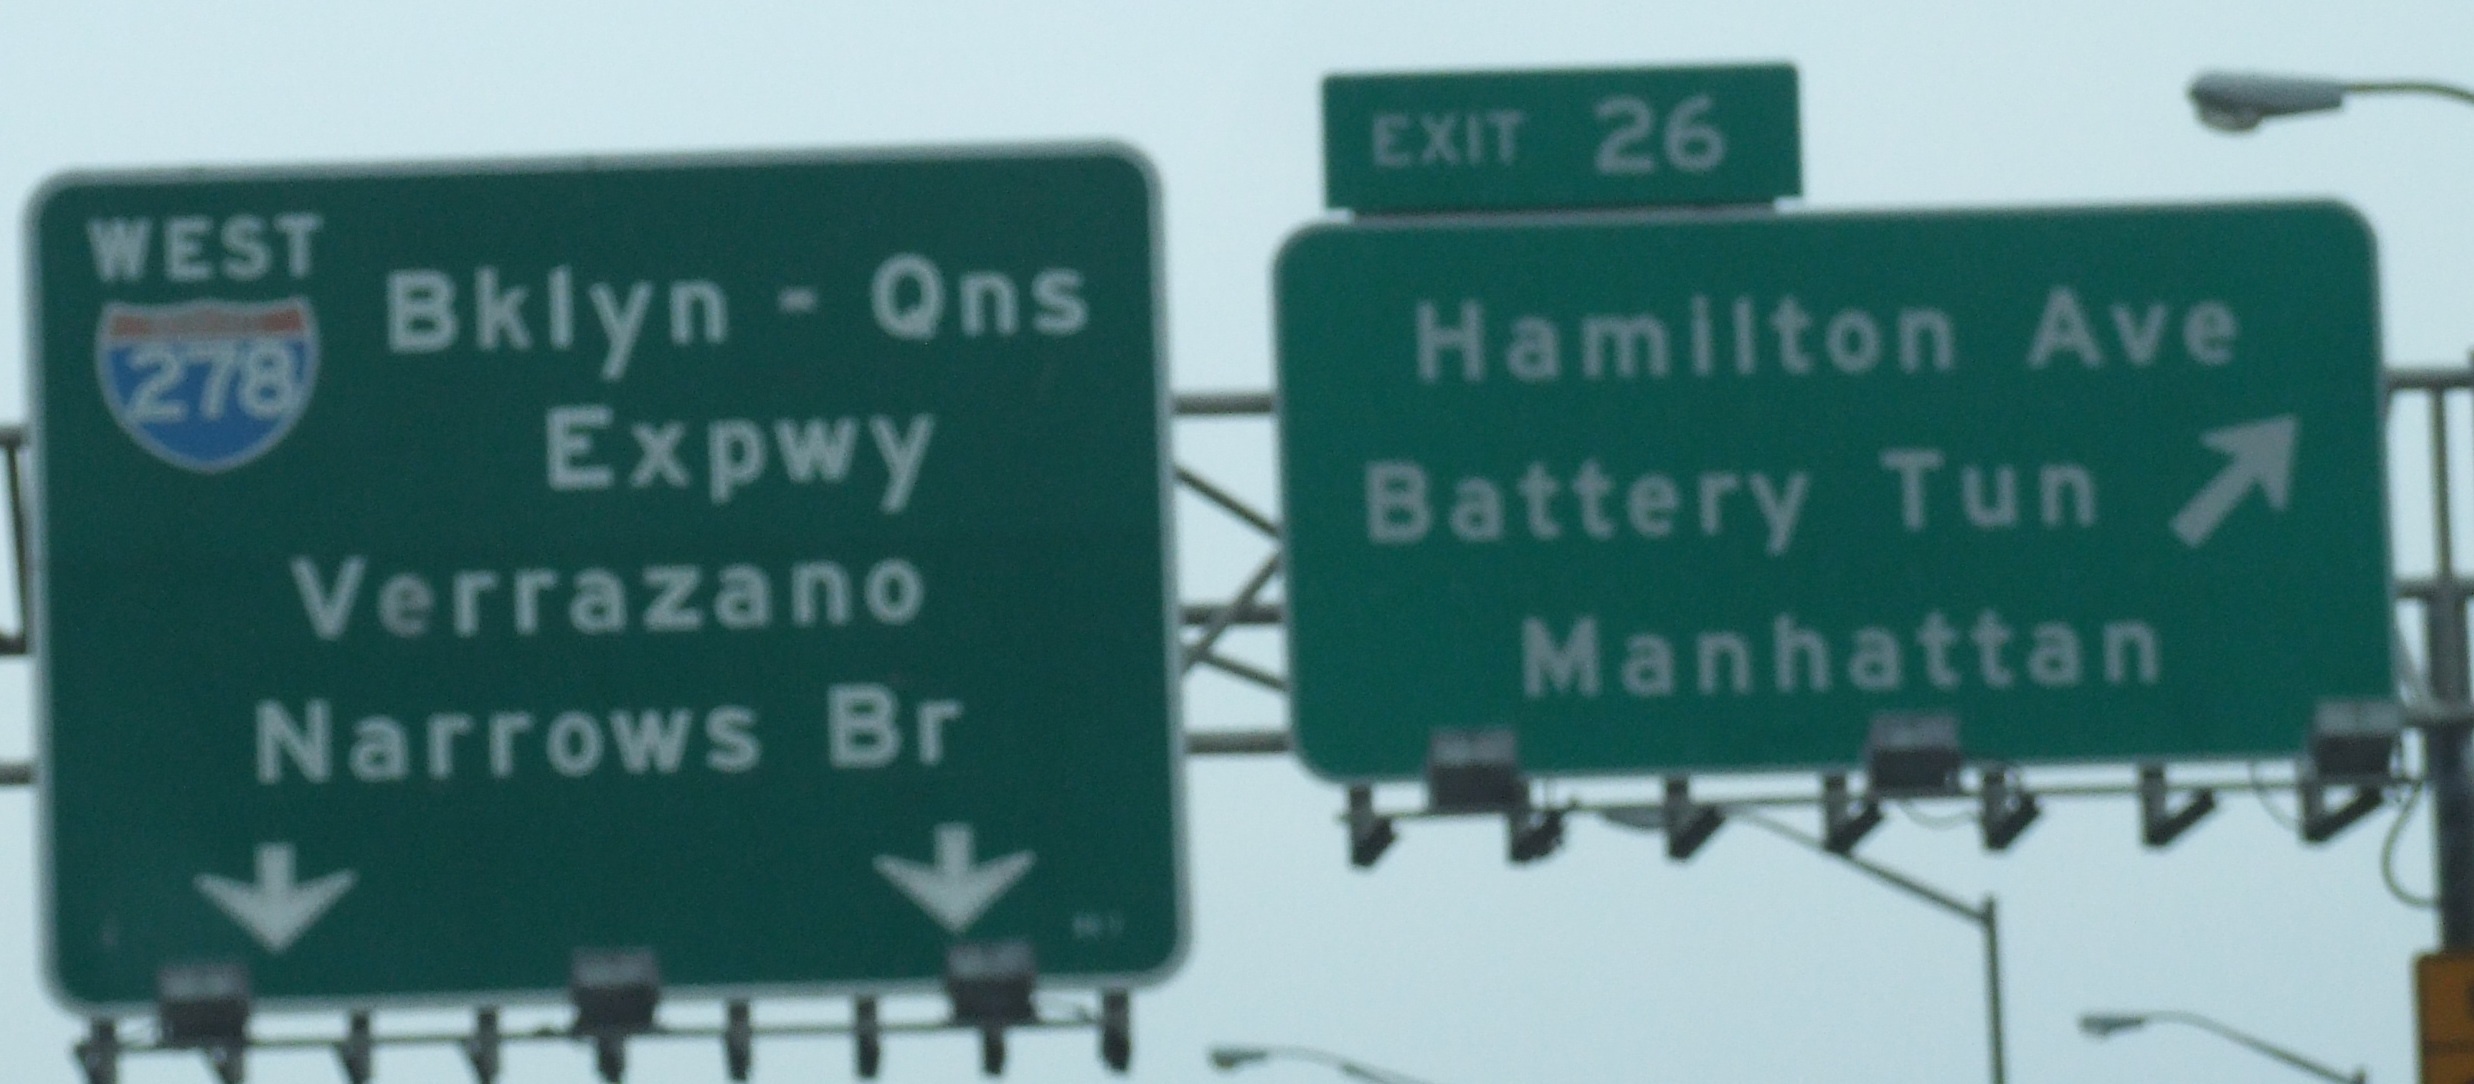 WEST
278
Bklyn - Qns
Expwy
Verrazano
Narrows Br
EXIT 26
Hamilton Ave
Battery Tun
Manhattan